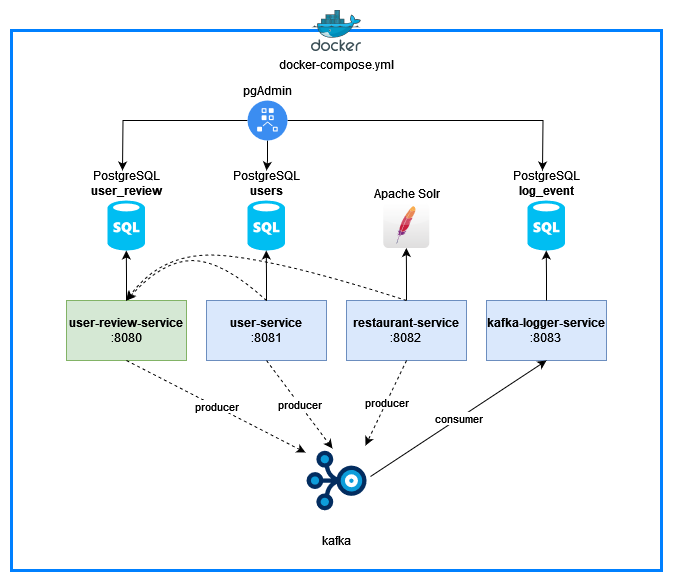 docker
docker-compose.yml
pgAdmin
PostgreSQL
user_review
PostgreSQL
users
Apache Solr
PostgreSQL
log_event
SQL
SQL
SQL
user-review-service
:8080
user-service
:8081
restaurant-service
:8082
kafka-logger-service
:8083
producer
producer
producer
consumer
kafka